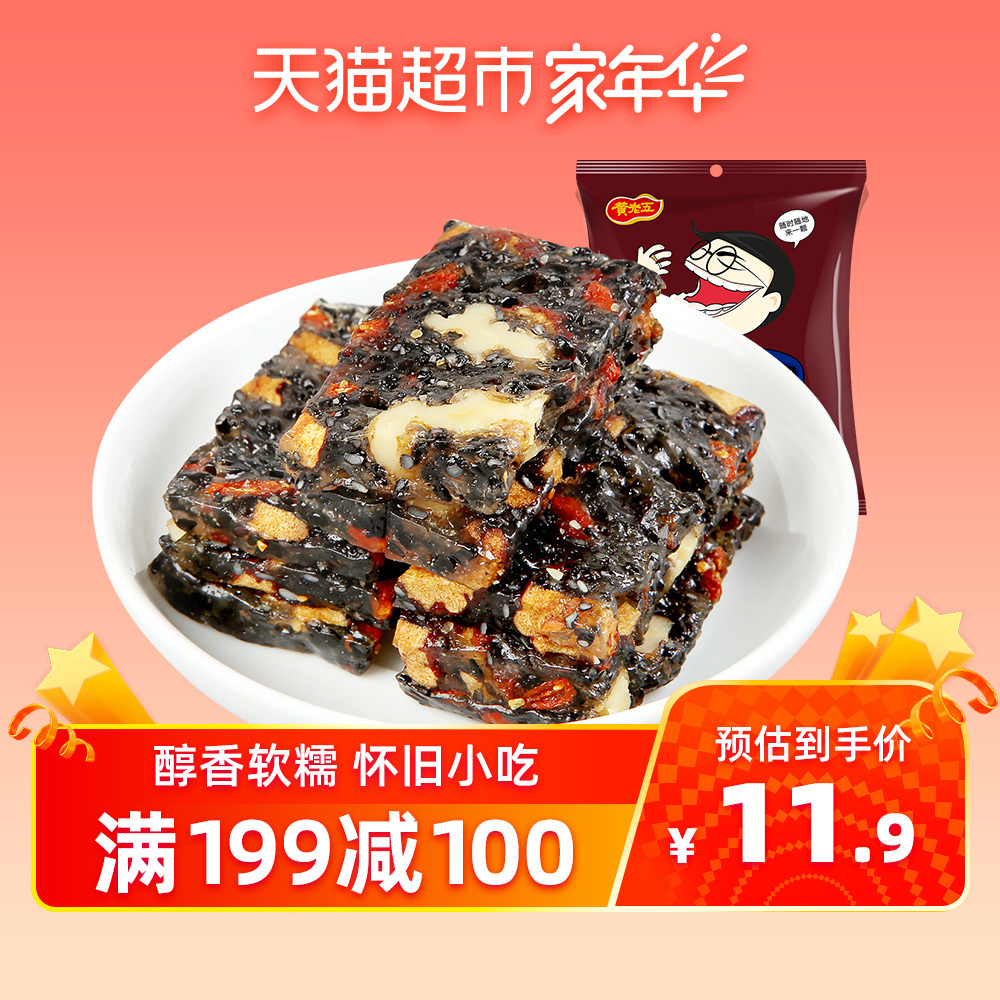 天猫超市家年华
黄老五
随时随地
来一颗
醇香软糯 怀旧小吃
满199减100
预估到手价
¥11.9